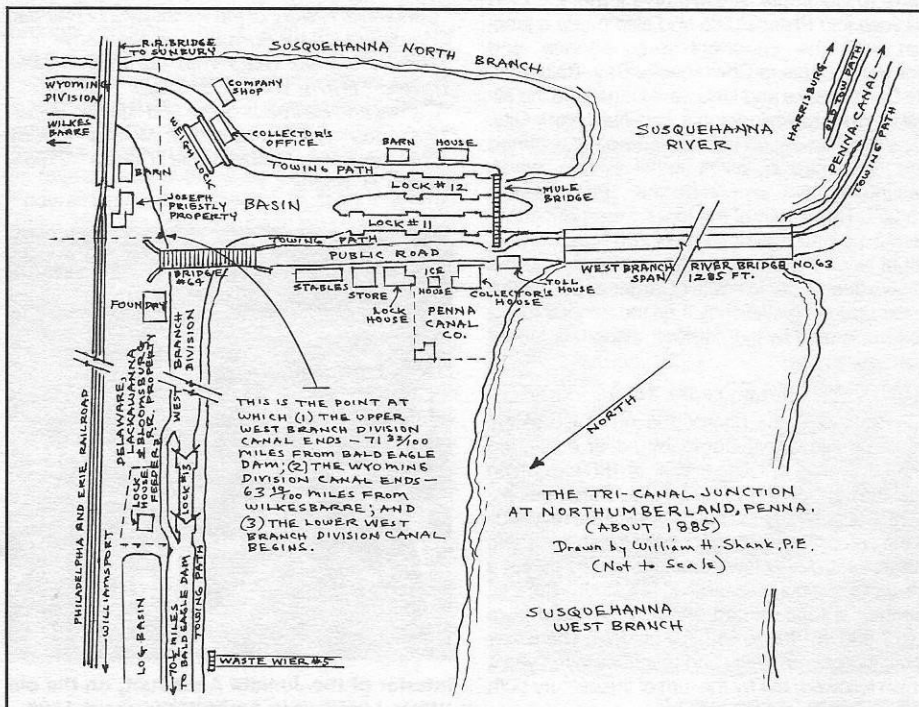 R.R. BRIDGE
TO SUNBURY
SUSQUEHANNA NORTH
BRANCH
WYOMING
DIVISION
WILKES
BARRE
COMPANY
SHOP
COLLECTOR'S
OFFICE
WEIGH LOCK
BARN
HOUSE
TOWING PATH
SUSQUEHANNA
RIVER
HARRISBURG
OLD TOW PATH
PENNA. CANAL
TOWING PATH
BARN
JOSEPH
PRIESTLY
PROPERTY
BASIN
LOCK #12
LOCK #11
MULE
BRIDGE
TOWING PATH
PUBLIC ROAD
BRIDGE
#64
WEST BRANCH RIVER BRIDGE NO. 63
SPAN 1285 FT.
STABLES
STORE
LOCK
HOUSE
ICE
HOUSE
COLLECTOR'S
HOUSE
TOLL
HOUSE
PENNA
CANAL
CO.
FOUNDRY
WEST BRANCH
DIVISION
PHILADELPHIA AND ERIE RAILROAD
WILLIAMSPORT
DELAWARE,
LACKAWANNA
& BLOOMSBURG
R.R. PROPERTY
FEEDER?
LOCK
HOUSE
LOCK #13
LOG BASIN
TO BALD EAGLE DAM
TOWING PATH
WASTE WIER #5
THIS IS THE POINT AT
WHICH (1) THE UPPER
WEST BRANCH DIVISION
CANAL ENDS – 71 33/100
MILES FROM BALD EAGLE
DAM; (2) THE WYOMING
DIVISION CANAL ENDS –
63 19/100 MILES FROM
WILKESBARRE; AND
(3) THE LOWER WEST
BRANCH DIVISION CANAL
BEGINS.
NORTH
THE TRI-CANAL JUNCTION
AT NORTHUMBERLAND, PENNA.
(ABOUT 1885)
Drawn by William H. Shank, P.E.
(Not to Scale)
SUSQUEHANNA
WEST BRANCH